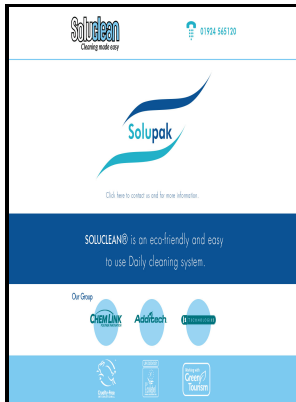 Soluclean
Cleaning made easy
01924 565120
Solupak
Click here to contact us and for more information.
SOLUCLEAN® is an eco-friendly and easy
to use Daily cleaning system.
Our Group
CHEMLINK
Additech
Green
Tourism